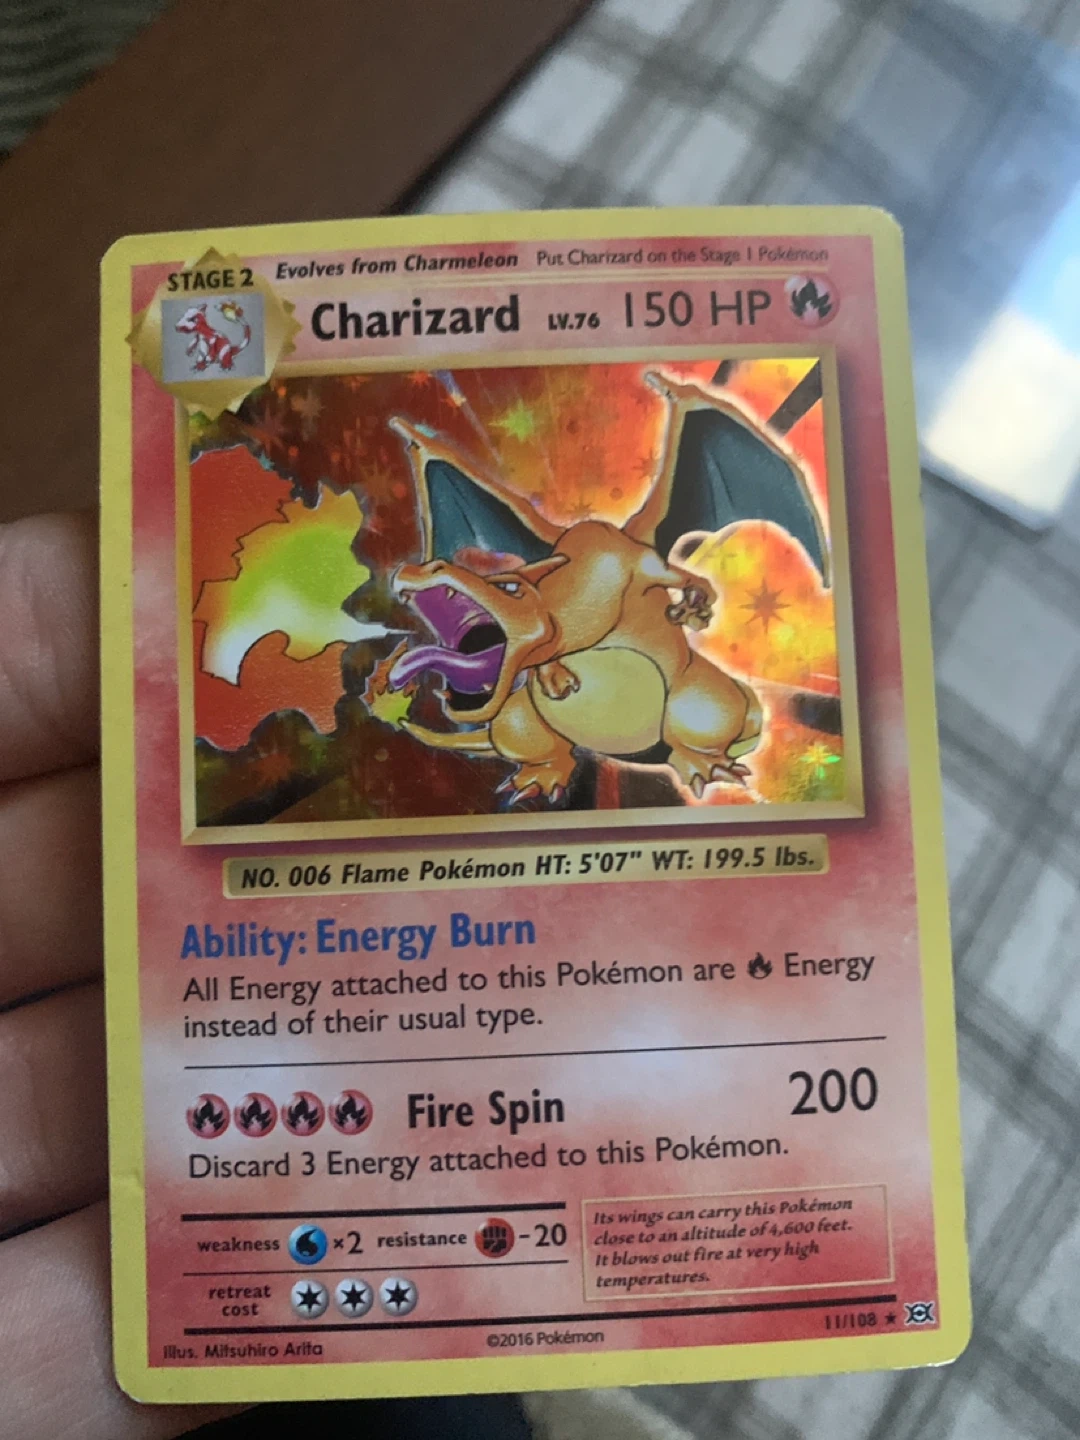 Evolves from Charmeleon Put Charizard on the Stage 1 Pokémon
STAGE 2
Charizard LV.76 150 HP
NO. 006 Flame Pokémon HT: 5'07" WT: 199.5 lbs.
Ability: Energy Burn
All Energy attached to this Pokémon are Energy
instead of their usual type.
Fire Spin 200
Discard 3 Energy attached to this Pokémon.
weakness ×2 resistance -20
retreat
cost
Its wings can carry this Pokémon
close to an altitude of 4,600 feet.
It blows out fire at very high
temperatures.
11/108 ★
Illus. Mitsuhiro Arita
©2016 Pokémon